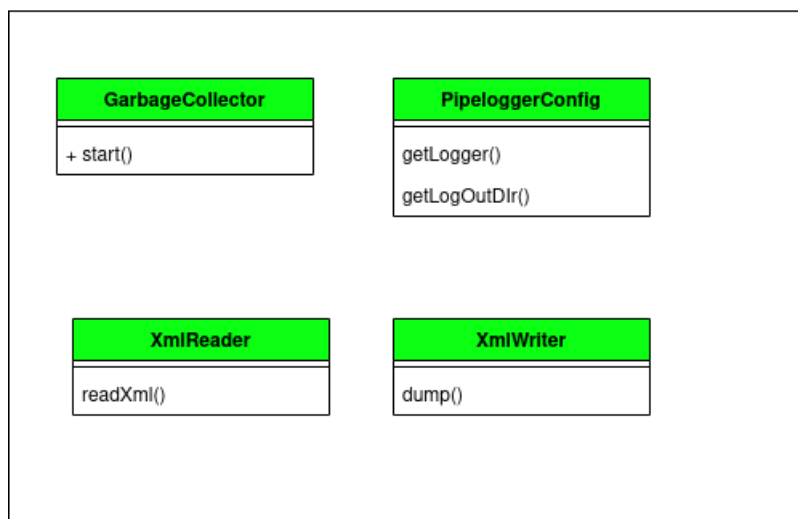 GarbageCollector
+ start()
PipeloggerConfig
getLogger()
getLogOutDIr()
XmlReader
readXml()
XmlWriter
dump()